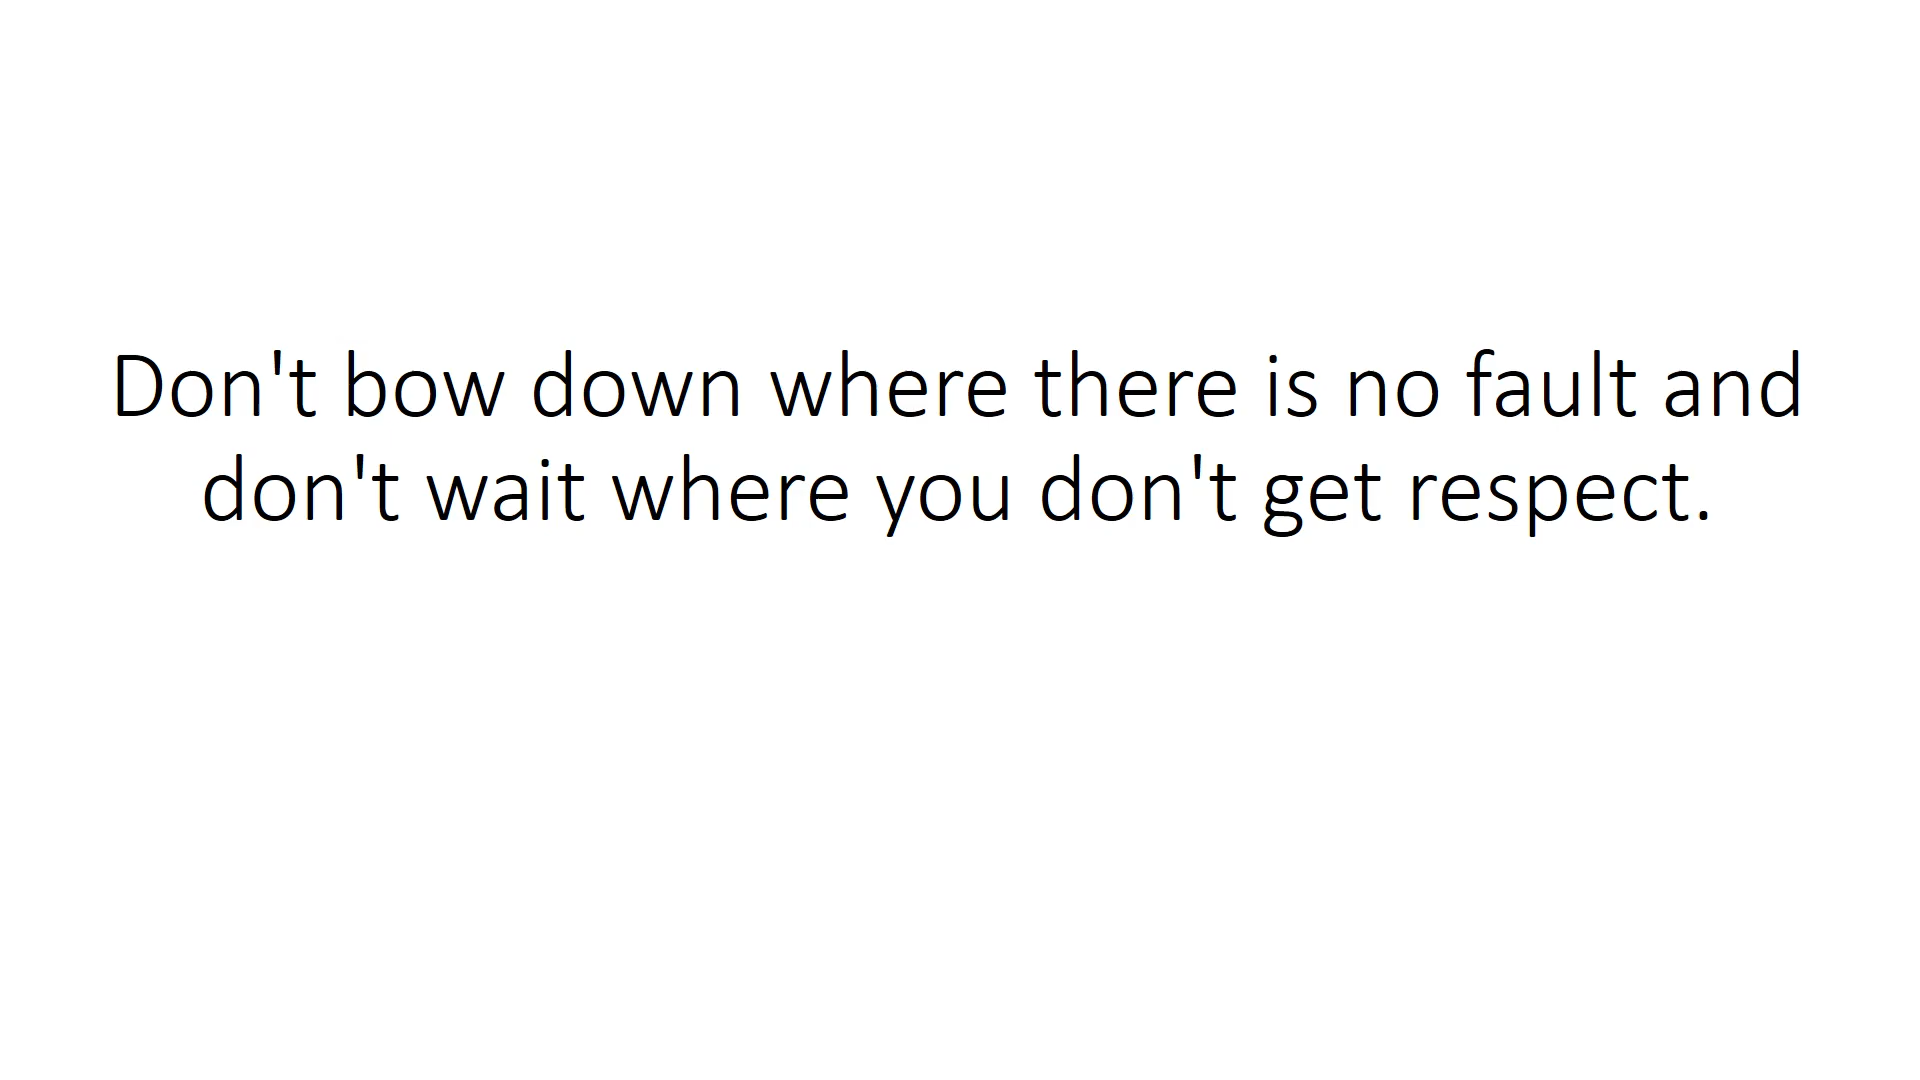 Don't bow down where there is no fault and
don't wait where you don't get respect.